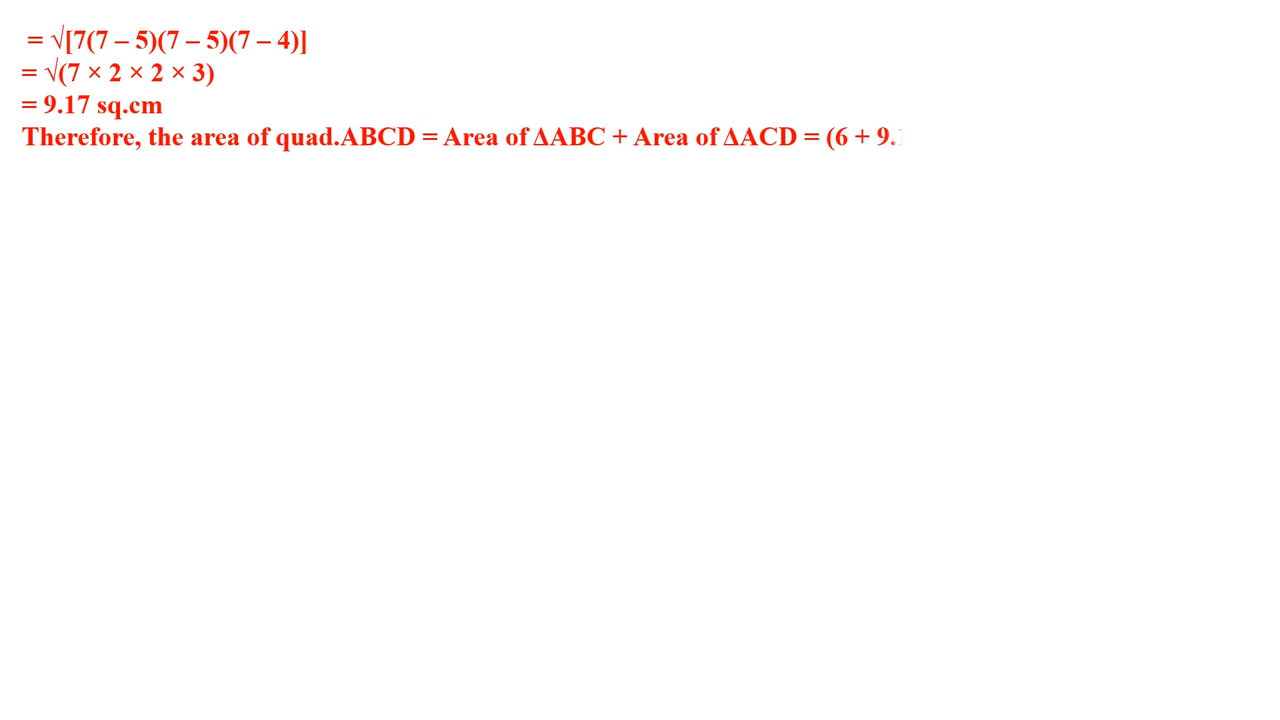 = √[7(7 – 5)(7 – 5)(7 – 4)]
= √(7 × 2 × 2 × 3)
= 9.17 sq.cm
Therefore, the area of quad.ABCD = Area of ΔABC + Area of ΔACD = (6 + 9.